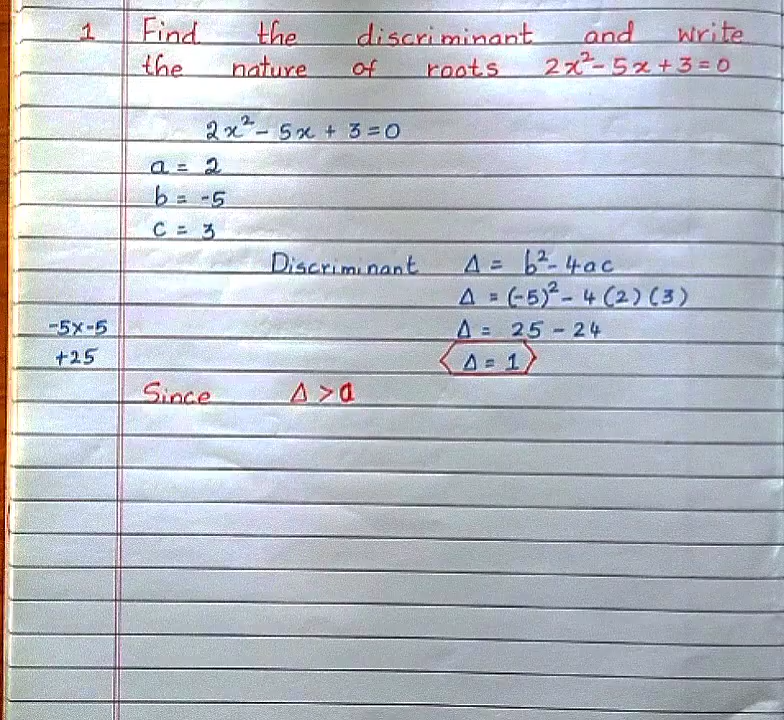 1 Find the discriminant and write
the nature of roots 2x²-5x+3=0
2x²-5x+3=0
a = 2
b = -5
c = 3
Discriminant Δ = b²-4ac
Δ = (-5)²-4(2)(3)
-5x-5 Δ = 25-24
+25 Δ = 1
Since Δ >